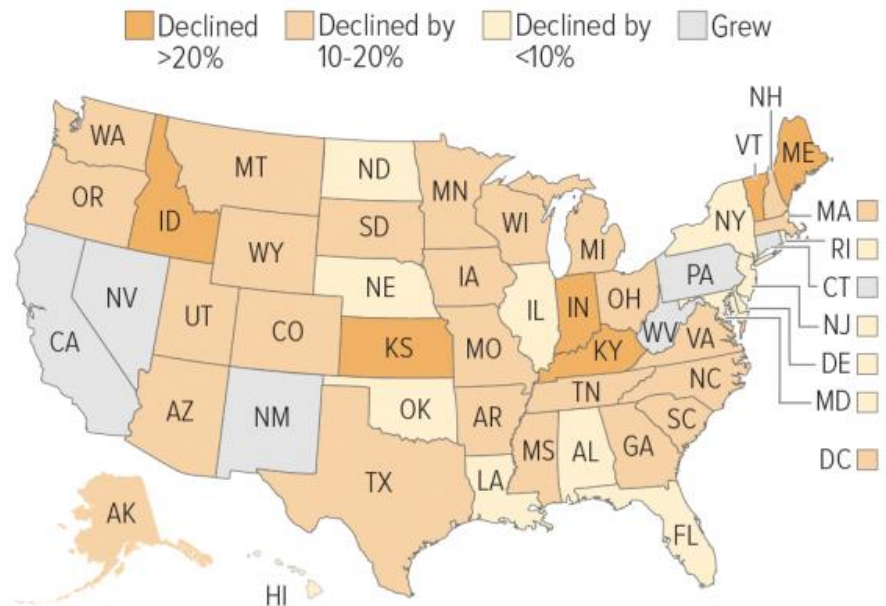 Declined >20%
Declined by 10-20%
Declined by <10%
Grew
NH
VT
ME
WA
MT
ND
MN
OR
ID
WY
SD
WI
MI
NY
MA
RI
CT
NJ
DE
MD
DC
NV
CA
UT
CO
NE
IA
IL
IN
OH
PA
WV
VA
KS
MO
KY
NC
TN
AZ
NM
OK
AR
SC
MS
AL
GA
TX
LA
FL
AK
HI